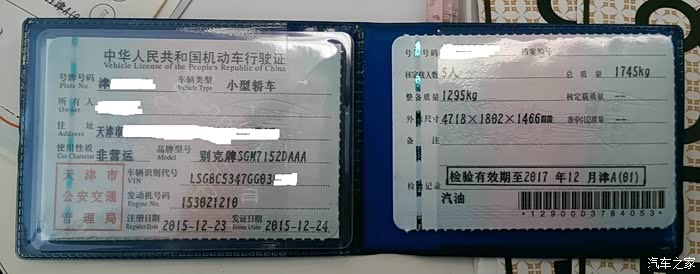 中华人民共和国机动车行驶证
Vehicle License of the People's Republic of China
号牌号码 津 车辆类型 小型轿车
Plate No. Vehicle Type
所有人
Owner
住址 天津市
Address
使用性质 非营运 品牌型号 别克牌SGM7152DAAA
Use Character Model
天津市
公安交通
管理局
车辆识别代号 LSGBC5347GG03
VIN
发动机号码 153021210
Engine No.
注册日期 2015-12-23 发证日期 2015-12-24
Register Date Issue Date
号牌号码 档案编号
核定载人数 5人 总质量 1745kg
整备质量 1295kg 核定载质量 --
外廓尺寸 4718×1802×1466mm 准牵引总质量 --
备注
检验记录 检验有效期至2017年12月津A(01)
汽油
*1290003784053*
汽车之家